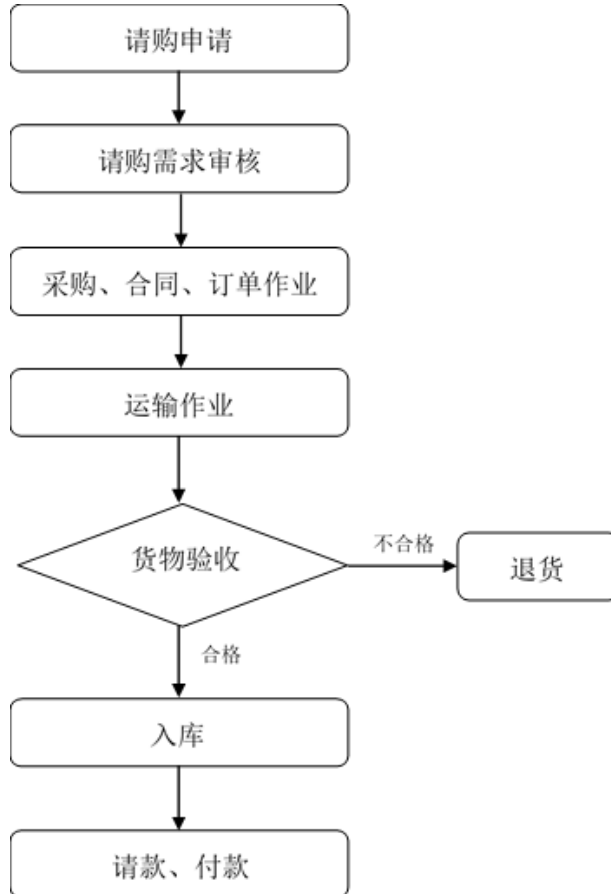 请购申请
请购需求审核
采购、合同、订单作业
运输作业
货物验收
不合格
退货
合格
入库
请款、付款